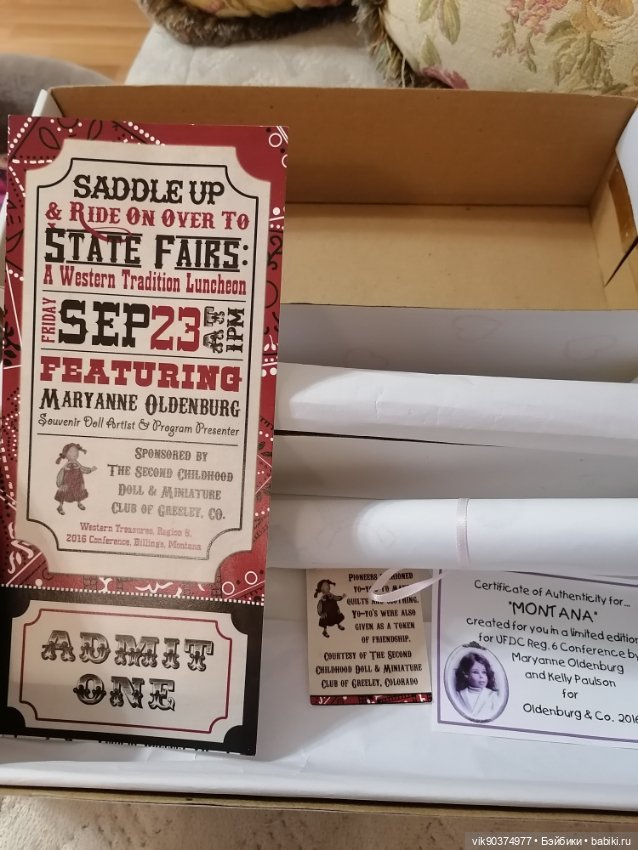 SADDLE UP
& RIDE ON OVER TO
STATE FAIRS:
A WESTERN TRADITION LUNCHEON
FRIDAY SEP 23 AT 1PM
FEATURING
MARYANNE OLDENBURG
Souvenir Doll Artist & Program Presenter
SPONSORED BY
THE SECOND CHILDHOOD
DOLL & MINIATURE
CLUB OF GREELEY, CO.
Western Treasures, Region 6,
2016 Conference, Billings, Montana
ADMIT
ONE
PIONEERS
YO-YO'S TO MAKE
QUILTS AND CLOTHING.
YO-YO'S WERE ALSO
GIVEN AS A TOKEN
OF FRIENDSHIP.
COURTESY OF THE SECOND
CHILDHOOD DOLL & MINIATURE
CLUB OF GREELEY, COLORADO
Certificate of Authenticity for...
"MONTANA"
created for you in a limited edition
for UFDC Reg. 6 Conference by
Maryanne Oldenburg
and Kelly Paulson
for
Oldenburg & Co. 2016
vik90374977 • Бэйбики • babiki.ru